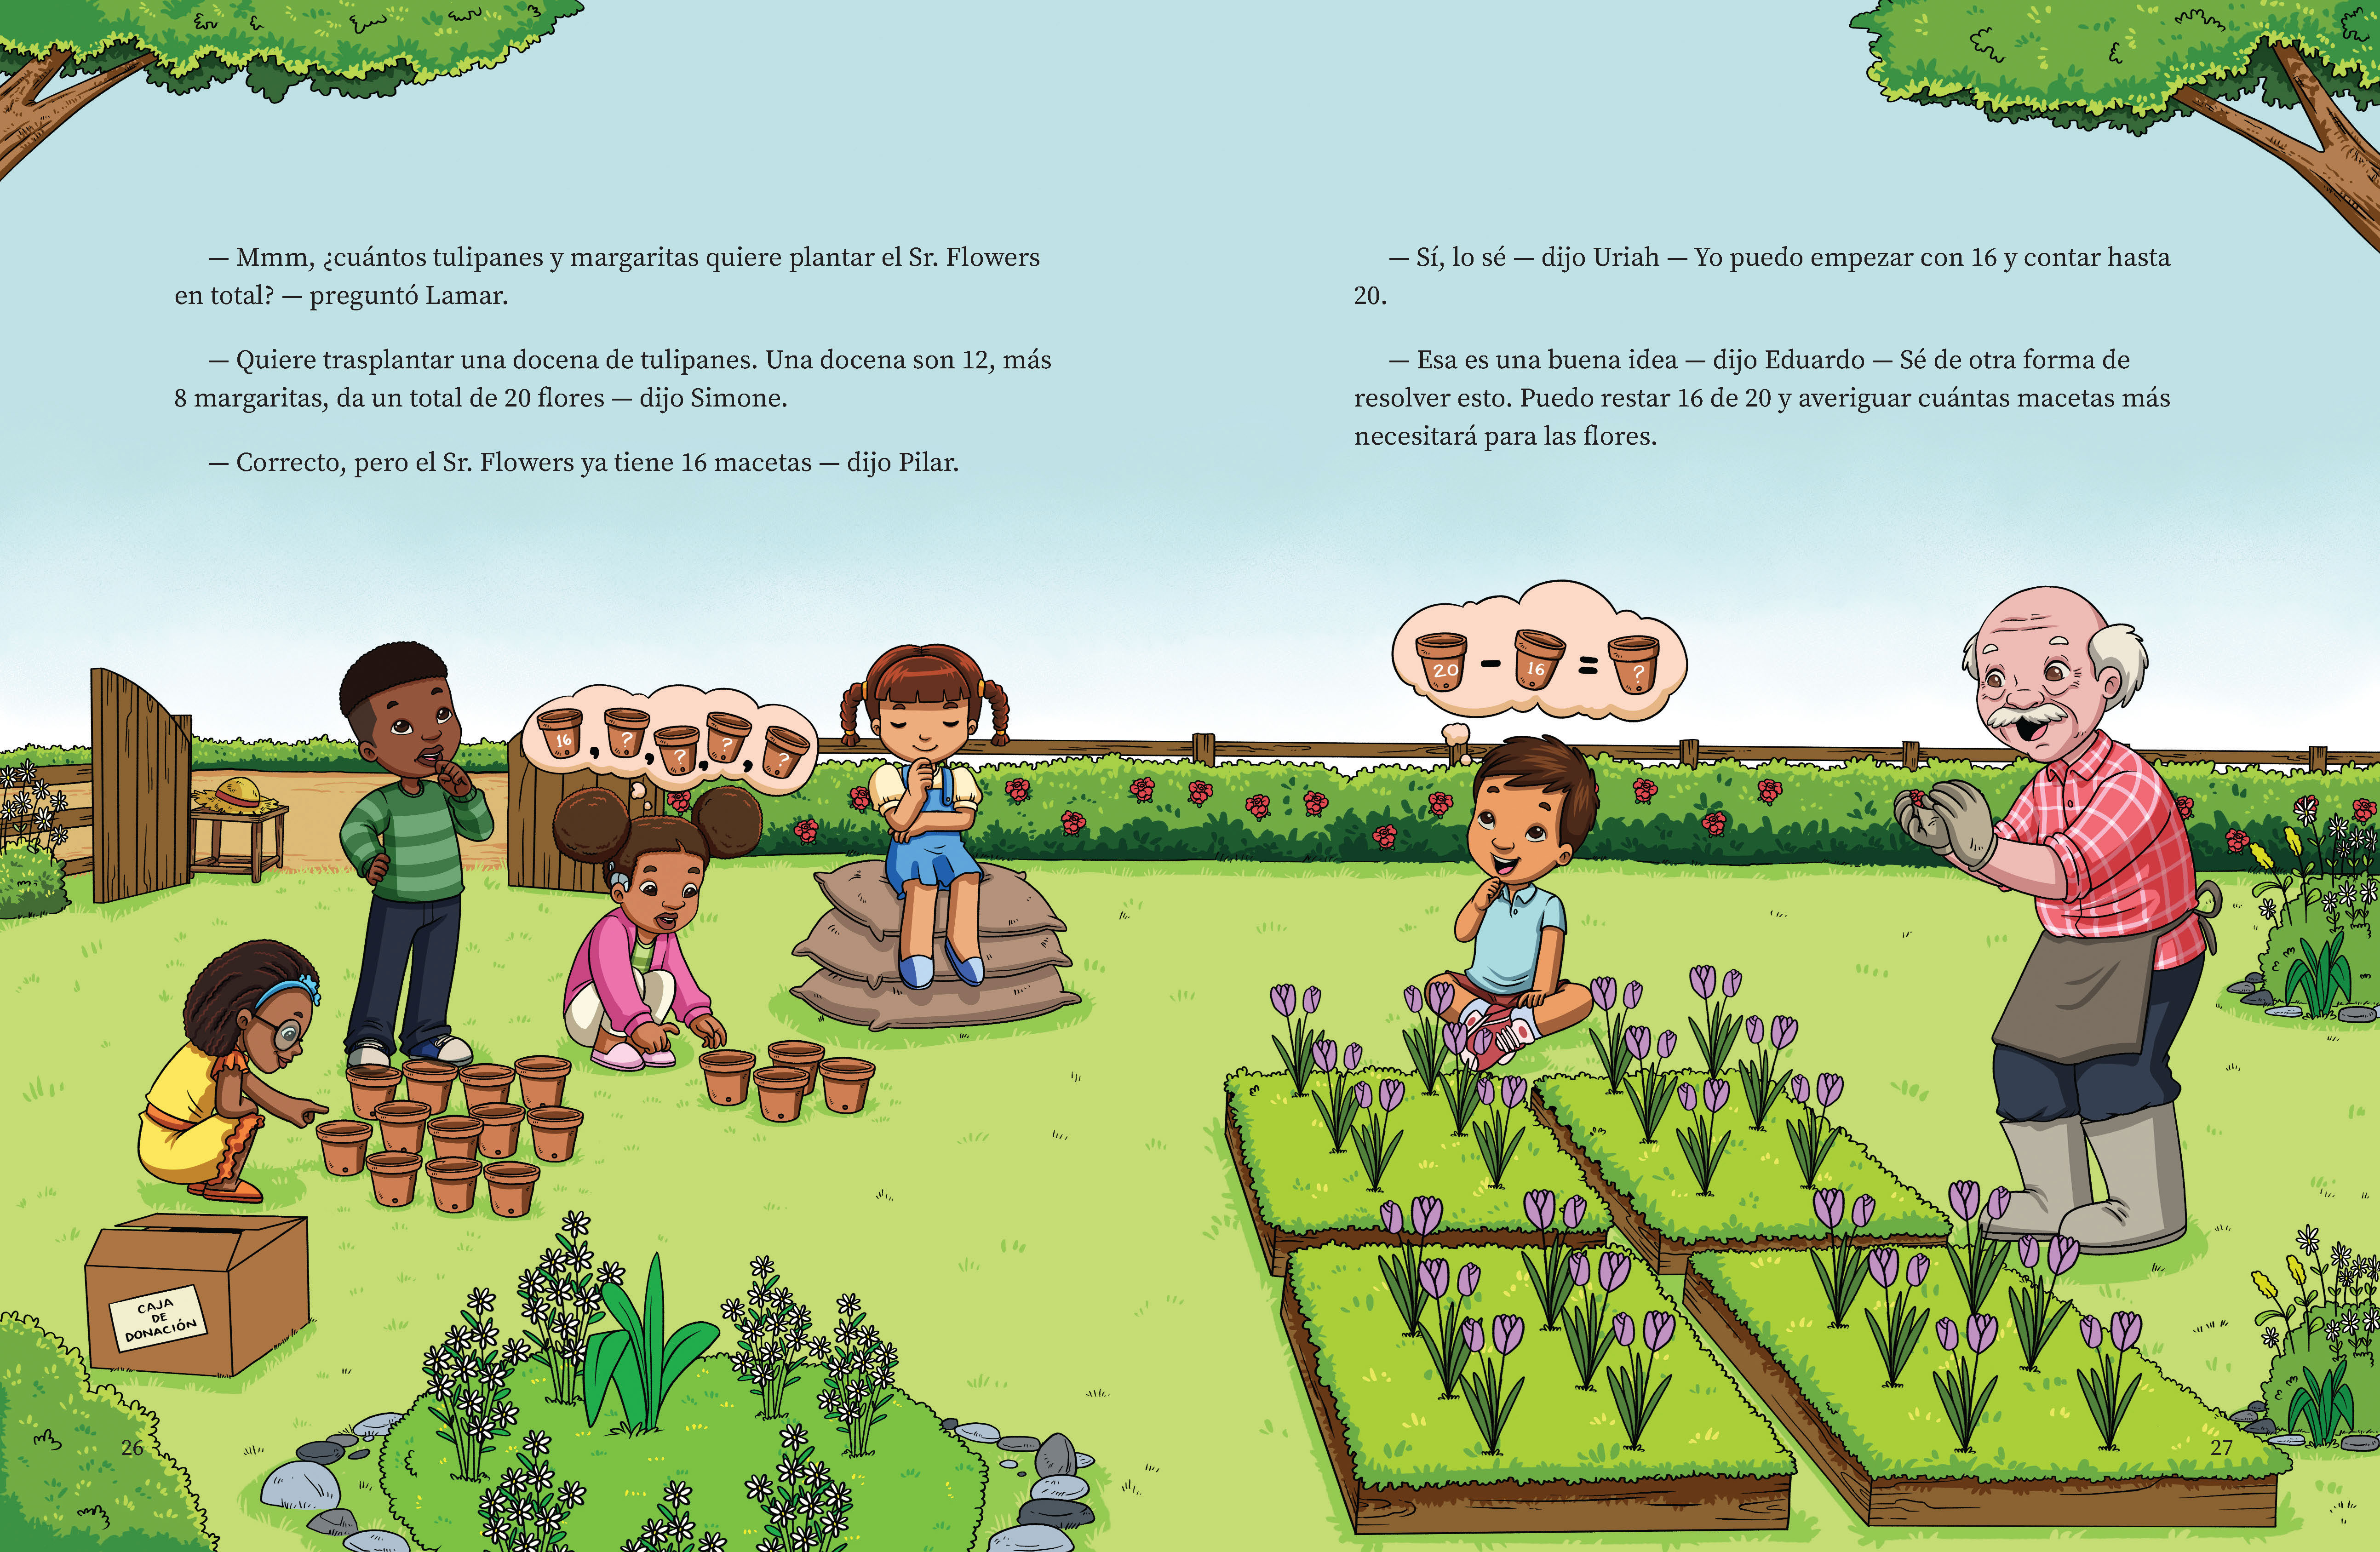 — Mmm, ¿cuántos tulipanes y margaritas quiere plantar el Sr. Flowers
en total? — preguntó Lamar.
— Quiere trasplantar una docena de tulipanes. Una docena son 12, más
8 margaritas, da un total de 20 flores — dijo Simone.
— Correcto, pero el Sr. Flowers ya tiene 16 macetas — dijo Pilar.
— Sí, lo sé — dijo Uriah — Yo puedo empezar con 16 y contar hasta
20.
— Esa es una buena idea — dijo Eduardo — Sé de otra forma de
resolver esto. Puedo restar 16 de 20 y averiguar cuántas macetas más
necesitará para las flores.
16 , ? , ? , ? , ?
20 - 16 = ?
CAJA
DE
DONACIÓN
26
27